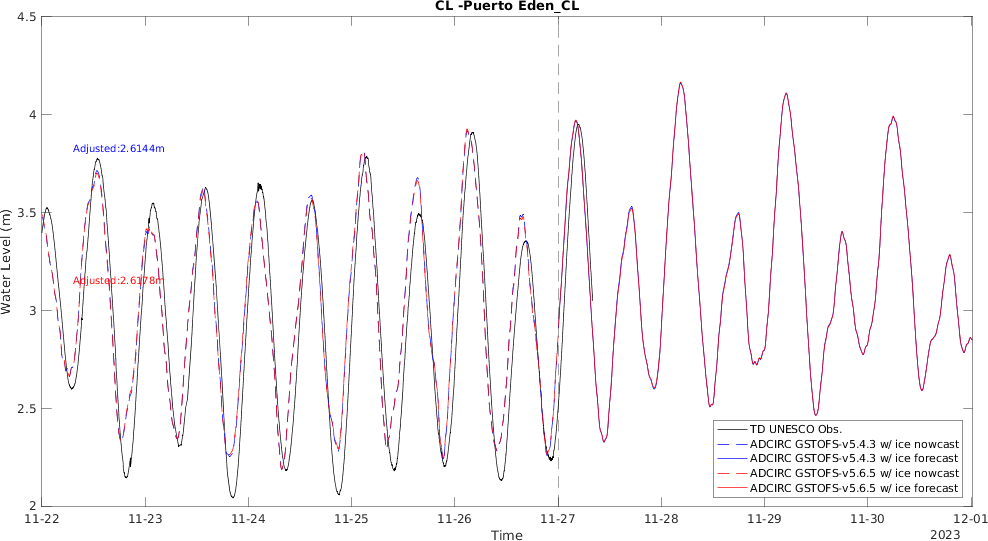 CL -Puerto Eden_CL
4.5
4
3.5
3
2.5
2
Water Level (m)
Adjusted:2.6144m
Adjusted:2.6178m
TD UNESCO Obs.
ADCIRC GSTOFS-v5.4.3 w/ ice nowcast
ADCIRC GSTOFS-v5.4.3 w/ ice forecast
ADCIRC GSTOFS-v5.6.5 w/ ice nowcast
ADCIRC GSTOFS-v5.6.5 w/ ice forecast
11-22 11-23 11-24 11-25 11-26 11-27 11-28 11-29 11-30 12-01
Time
2023